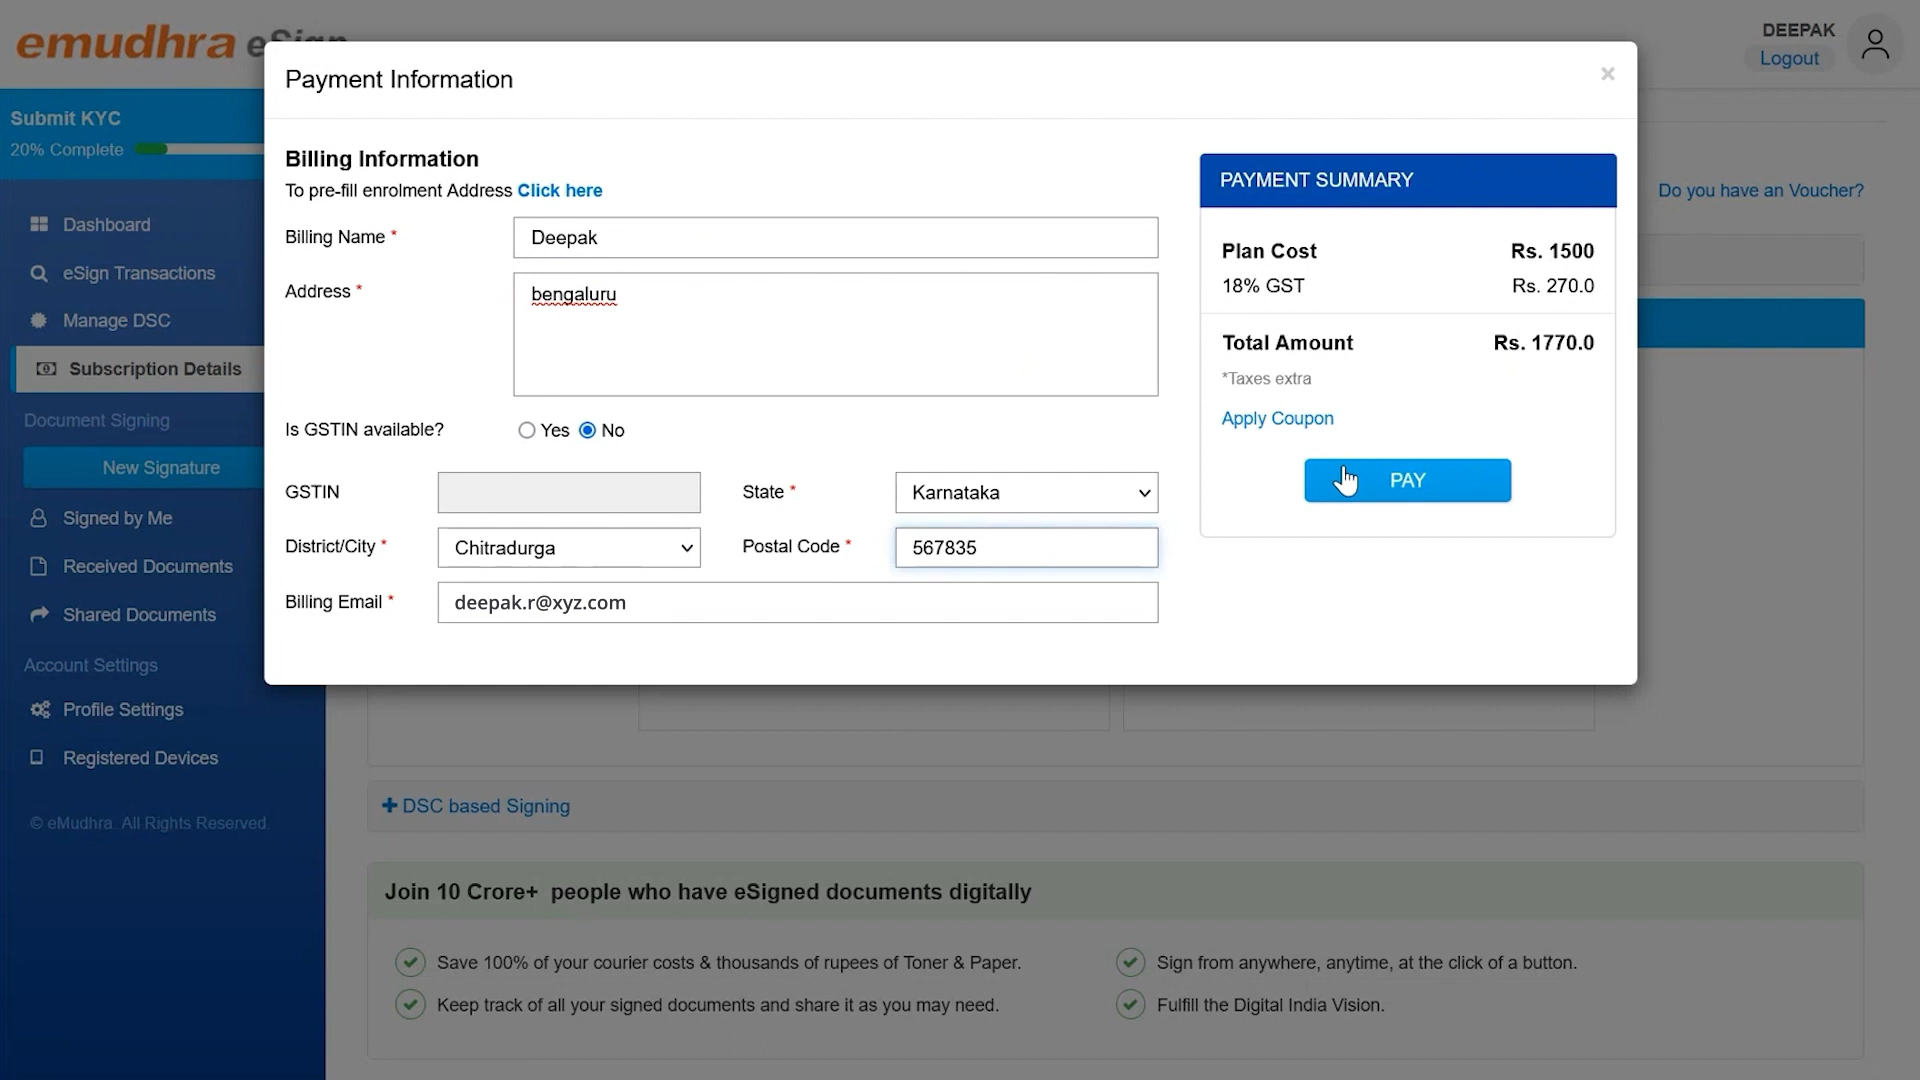 emudhra eSign
DEEPAK
Logout
Submit KYC
20% Complete
Dashboard
eSign Transactions
Manage DSC
Subscription Details
Document Signing
New Signature
Signed by Me
Received Documents
Shared Documents
Account Settings
Profile Settings
Registered Devices
© eMudhra. All Rights Reserved.
Payment Information
×
Billing Information
To pre-fill enrolment Address Click here
Billing Name * Deepak
Address * bengaluru
Is GSTIN available? Yes No
GSTIN State * Karnataka
District/City * Chitradurga Postal Code * 567835
Billing Email * deepak.r@xyz.com
PAYMENT SUMMARY
Plan Cost Rs. 1500
18% GST Rs. 270.0
Total Amount Rs. 1770.0
*Taxes extra
Apply Coupon
PAY
Do you have an Voucher?
+ DSC based Signing
Join 10 Crore+ people who have eSigned documents digitally
Save 100% of your courier costs & thousands of rupees of Toner & Paper.
Sign from anywhere, anytime, at the click of a button.
Keep track of all your signed documents and share it as you may need.
Fulfill the Digital India Vision.